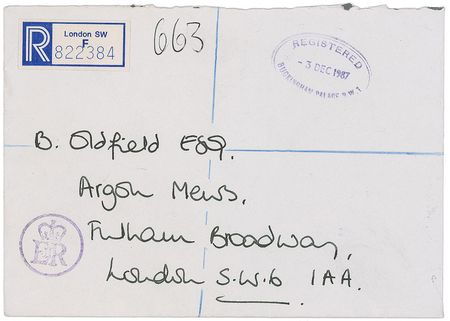 R
London SW
F
822384
663
REGISTERED
- 3 DEC 1987
BUCKINGHAM PALACE S.W.1
B. Oldfield Esq.
Argon Mews,
Fulham Broadway,
London S.W.6 1AA.
EIIR